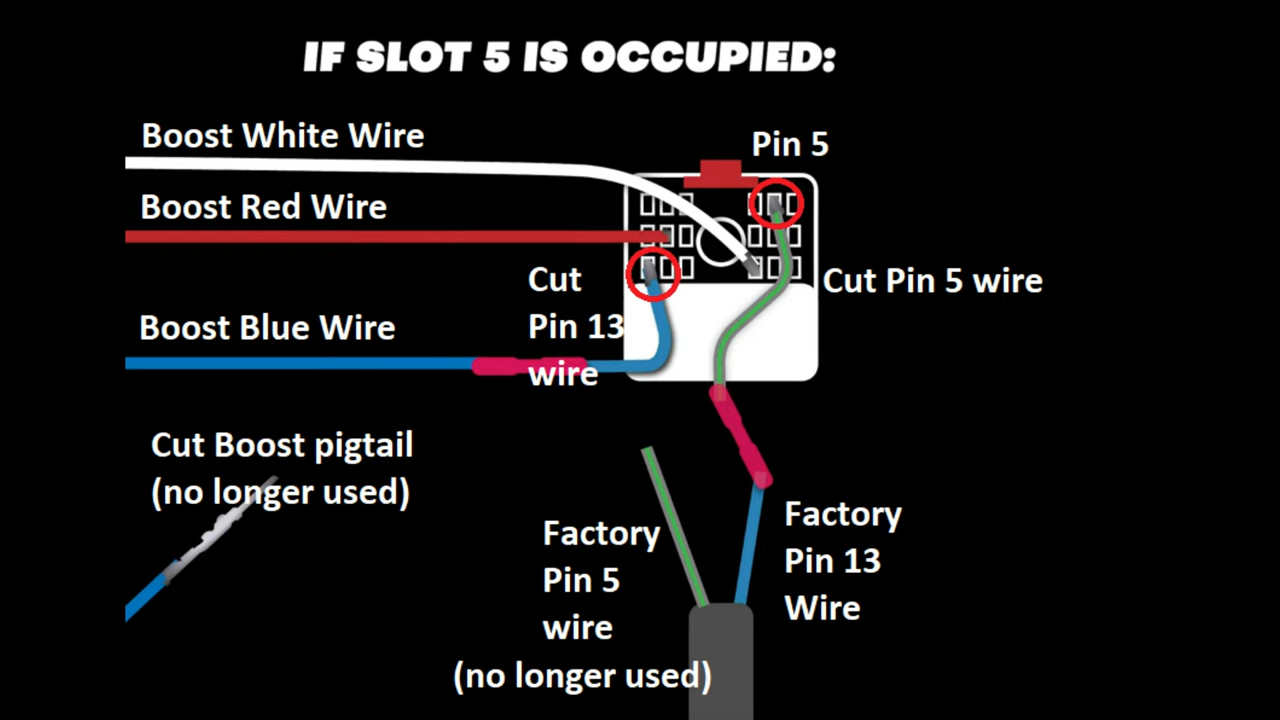 IF SLOT 5 IS OCCUPIED:
Boost White Wire
Pin 5
Boost Red Wire
Cut
Pin 13
wire
Cut Pin 5 wire
Boost Blue Wire
Cut Boost pigtail
(no longer used)
Factory
Pin 5
wire
(no longer used)
Factory
Pin 13
Wire